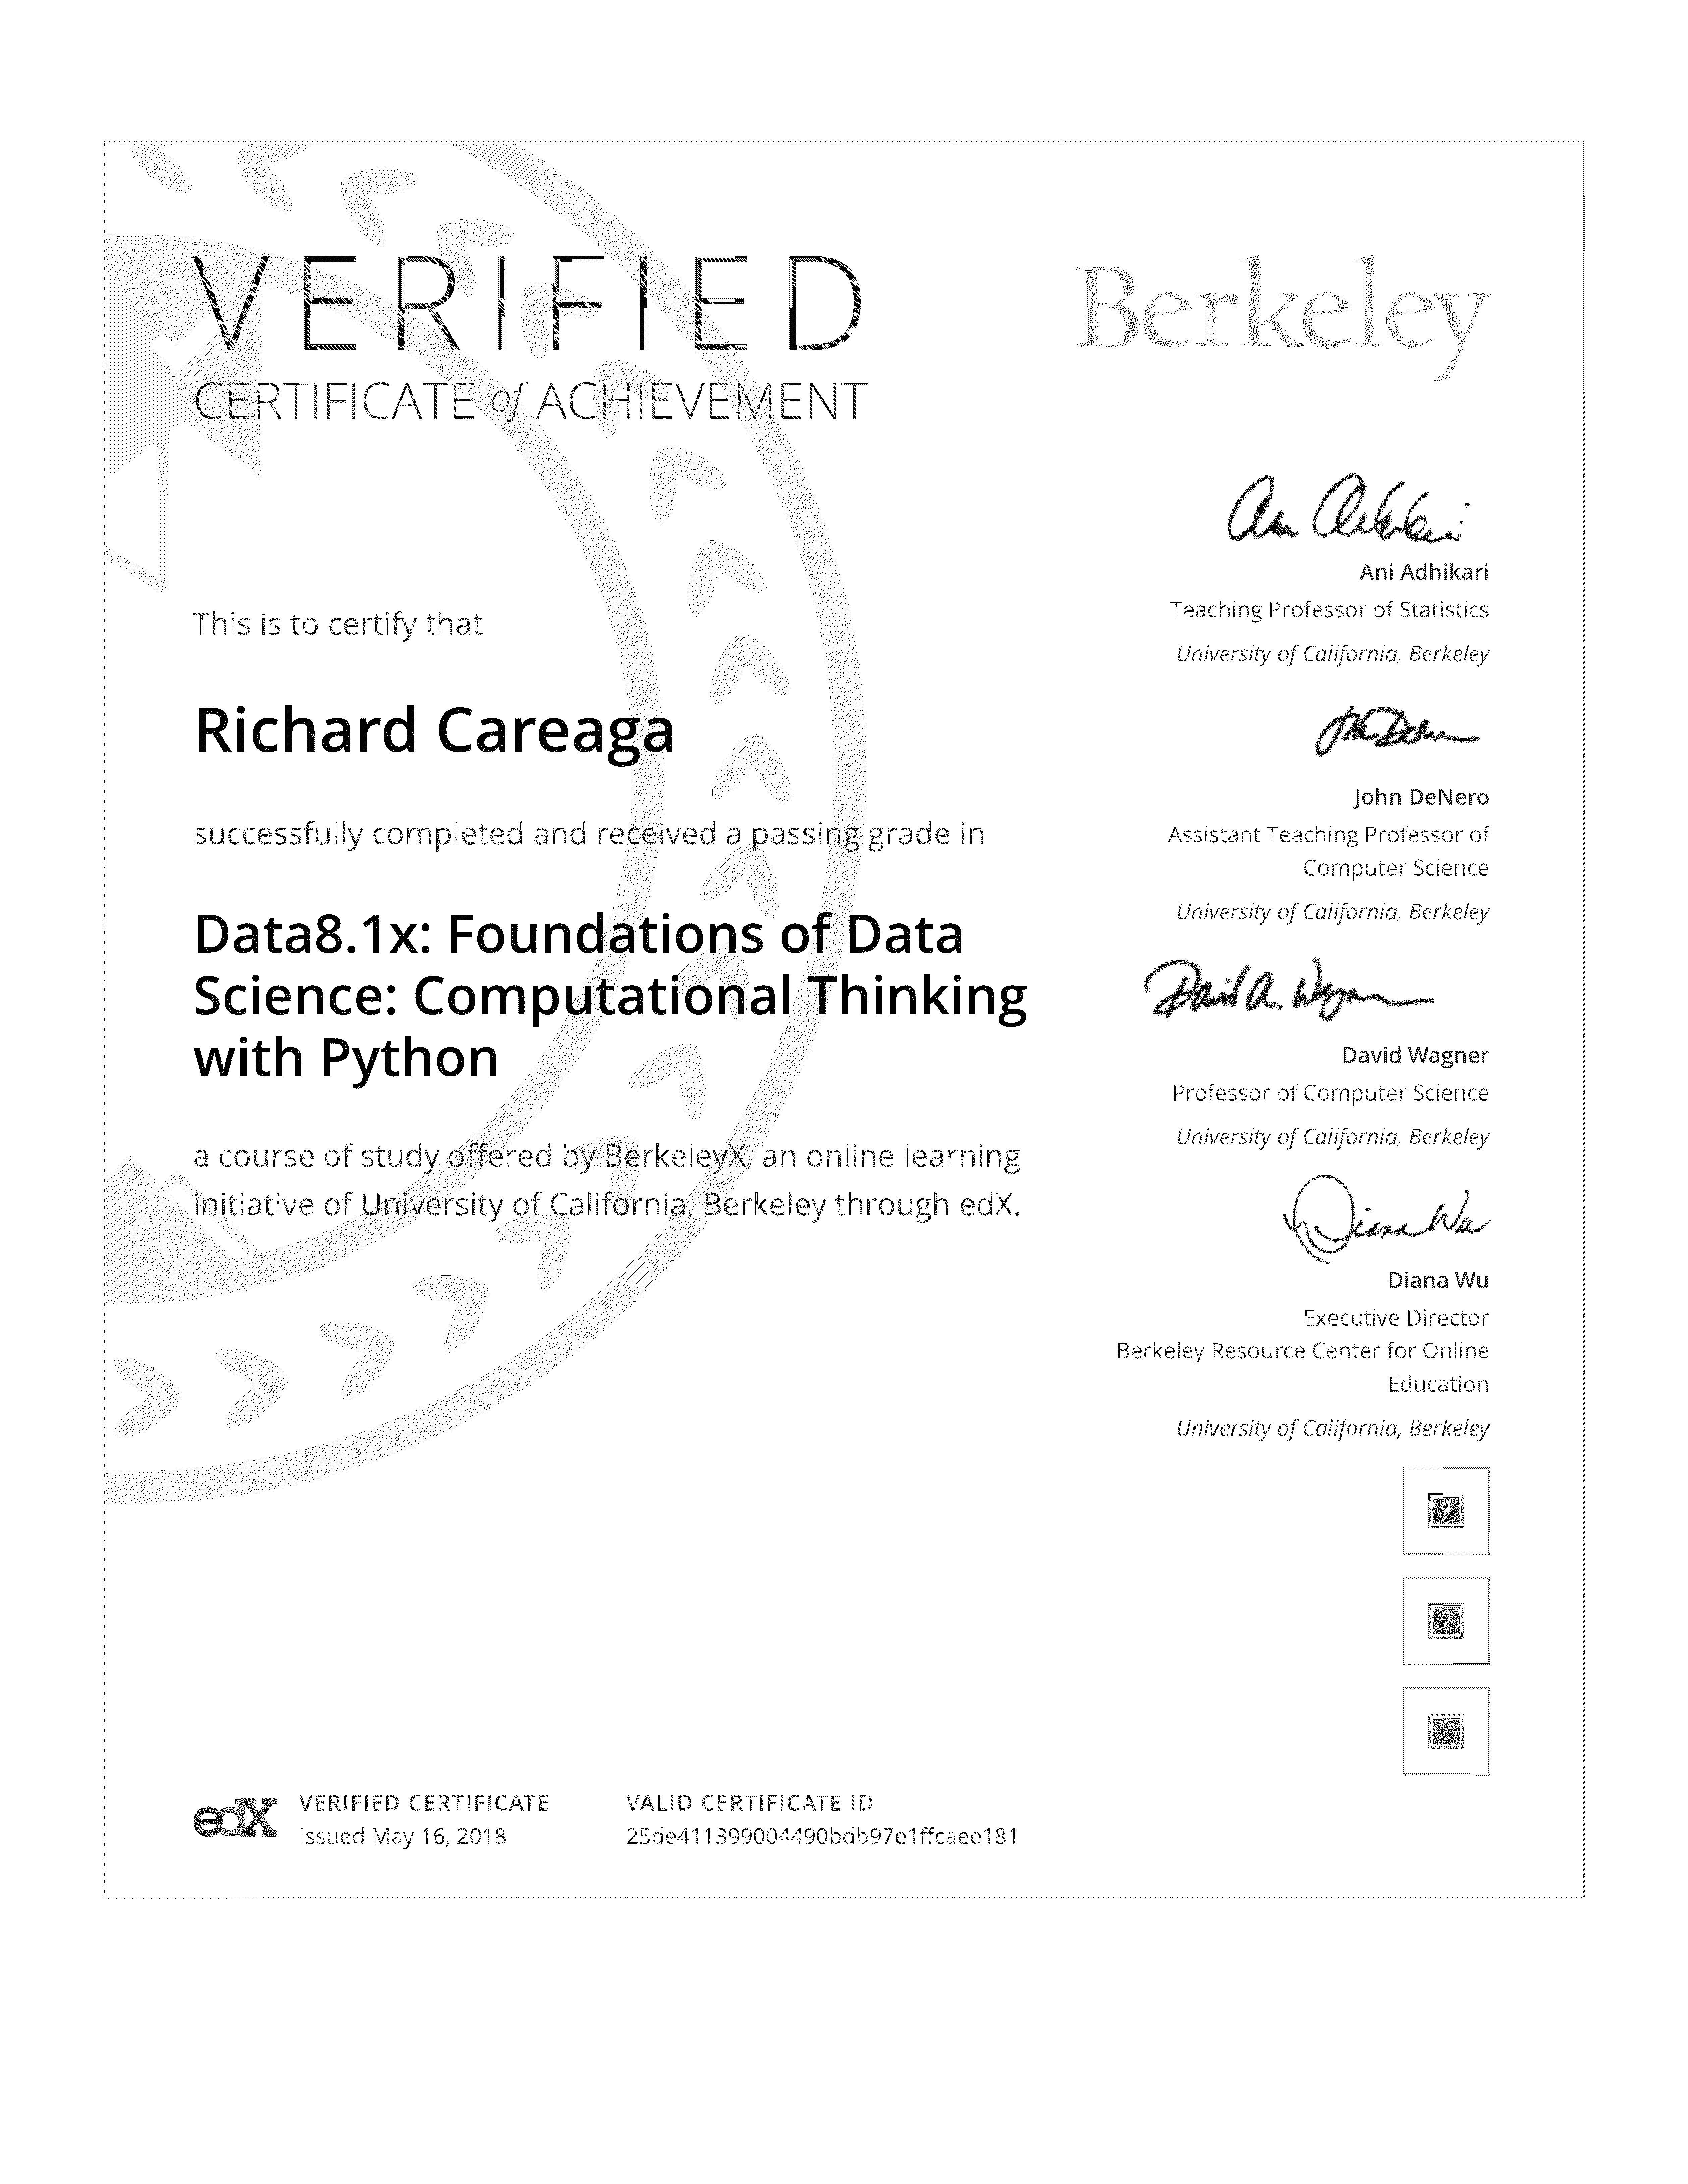 VERIFIED
CERTIFICATE of ACHIEVEMENT
This is to certify that
Richard Careaga
successfully completed and received a passing grade in
Data8.1x: Foundations of Data
Science: Computational Thinking
with Python
a course of study offered by BerkeleyX, an online learning
initiative of University of California, Berkeley through edX.
Berkeley
Ani Adhikari
Teaching Professor of Statistics
University of California, Berkeley
John DeNero
Assistant Teaching Professor of
Computer Science
University of California, Berkeley
David A. Wagner
David Wagner
Professor of Computer Science
University of California, Berkeley
Diana Wu
Diana Wu
Executive Director
Berkeley Resource Center for Online
Education
University of California, Berkeley
?
?
?
edX
VERIFIED CERTIFICATE
Issued May 16, 2018
VALID CERTIFICATE ID
25de411399004490bdb97e1ffcaee181